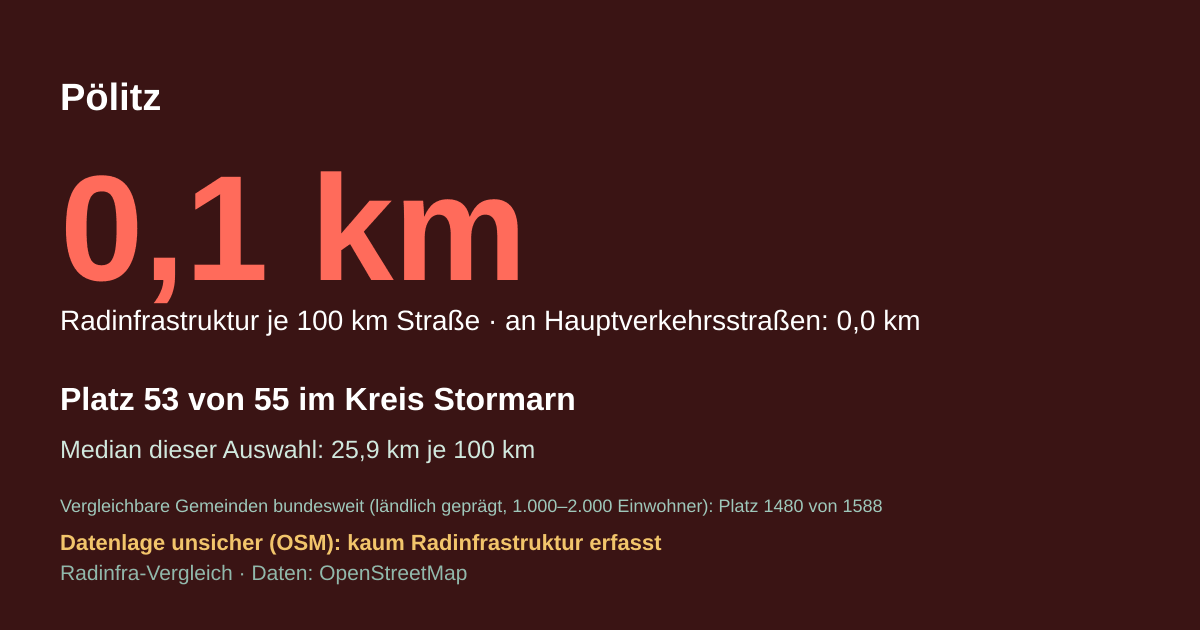 Pölitz
0,1 km
Radinfrastruktur je 100 km Straße · an Hauptverkehrsstraßen: 0,0 km
Platz 53 von 55 im Kreis Stormarn
Median dieser Auswahl: 25,9 km je 100 km
Vergleichbare Gemeinden bundesweit (ländlich geprägt, 1.000–2.000 Einwohner): Platz 1480 von 1588
Datenlage unsicher (OSM): kaum Radinfrastruktur erfasst
Radinfra-Vergleich · Daten: OpenStreetMap